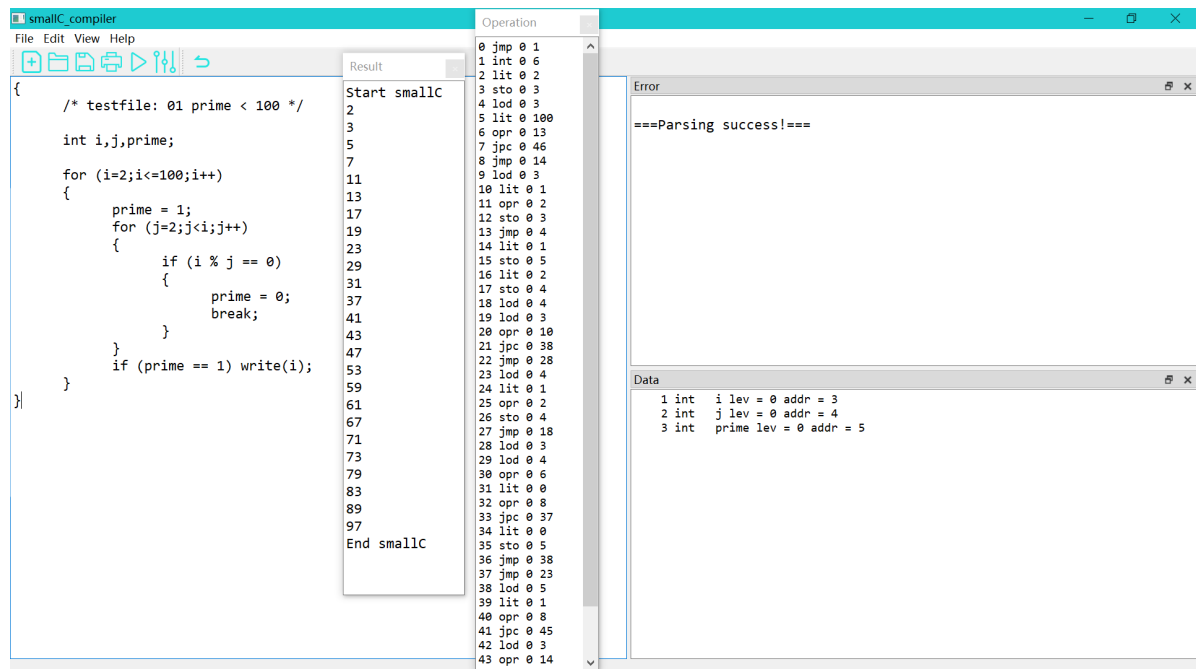 smallC_compiler
File Edit View Help
{
/* testfile: 01 prime < 100 */
int i,j,prime;
for (i=2;i<=100;i++)
{
prime = 1;
for (j=2;j<i;j++)
{
if (i % j == 0)
{
prime = 0;
break;
}
}
if (prime == 1) write(i);
}
}
Result
Start smallC
2
3
5
7
11
13
17
19
23
29
31
37
41
43
47
53
59
61
67
71
73
79
83
89
97
End smallC
Operation
0 jmp 0 1
1 int 0 6
2 lit 0 2
3 sto 0 3
4 lod 0 3
5 lit 0 100
6 opr 0 13
7 jpc 0 46
8 jmp 0 14
9 lod 0 3
10 lit 0 1
11 opr 0 2
12 sto 0 3
13 jmp 0 4
14 lit 0 1
15 sto 0 5
16 lit 0 2
17 sto 0 4
18 lod 0 4
19 lod 0 3
20 opr 0 10
21 jpc 0 38
22 jmp 0 28
23 lod 0 4
24 lit 0 1
25 opr 0 2
26 sto 0 4
27 jmp 0 18
28 lod 0 3
29 lod 0 4
30 opr 0 6
31 lit 0 0
32 opr 0 8
33 jpc 0 37
34 lit 0 0
35 sto 0 5
36 jmp 0 38
37 jmp 0 23
38 lod 0 5
39 lit 0 1
40 opr 0 8
41 jpc 0 45
42 lod 0 3
43 opr 0 14
Error
===Parsing success!===
Data
1 int i lev = 0 addr = 3
2 int j lev = 0 addr = 4
3 int prime lev = 0 addr = 5